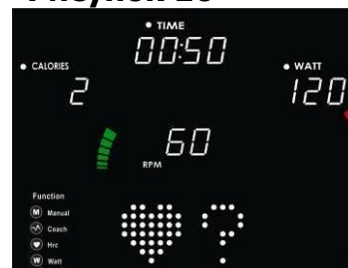 • TIME
00:50
• CALORIES
2
• WATT
120
60
RPM
Function
M Manual
Coach
Hrc
W Watt
?